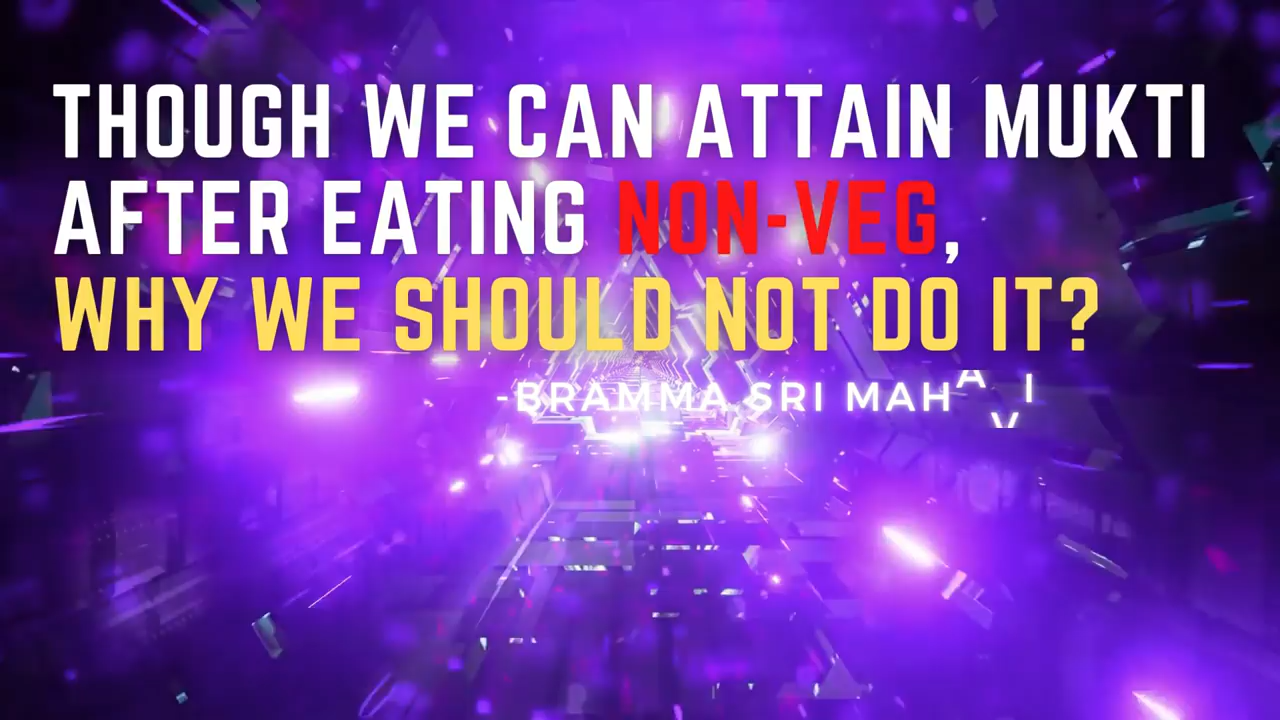 THOUGH WE CAN ATTAIN MUKTI
AFTER EATING NON-VEG,
WHY WE SHOULD NOT DO IT?
-BRAMMA SRI